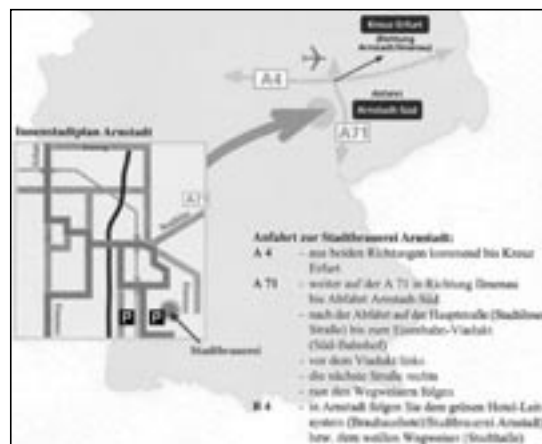 Kreuz Erfurt
(Richtung
Arnstadt/Ilmenau)
A4
Abfahrt
Arnstadt Süd
A71
Innenstadtplan Arnstadt
P
P
Stadtbrauerei
Anfahrt zur Stadtbrauerei Arnstadt:
A 4 - aus beiden Richtungen kommend bis Kreuz
Erfurt
A 71 - weiter auf der A 71 in Richtung Ilmenau
bis Abfahrt Arnstadt Süd
- nach der Abfahrt auf der Hauptstraße (Stadtilmer
Straße) bis zum Eisenbahn-Viadukt
(Süd-Bahnhof)
- vor dem Viadukt links
- die nächste Straße rechts
- nun den Wegweisern folgen
B 4 - in Arnstadt folgen Sie dem grünen Hotel-Leit-
system (Brauhaushotel/Stadtbrauerei Arnstadt)
bzw. dem weißen Wegweiser (Stadthalle)